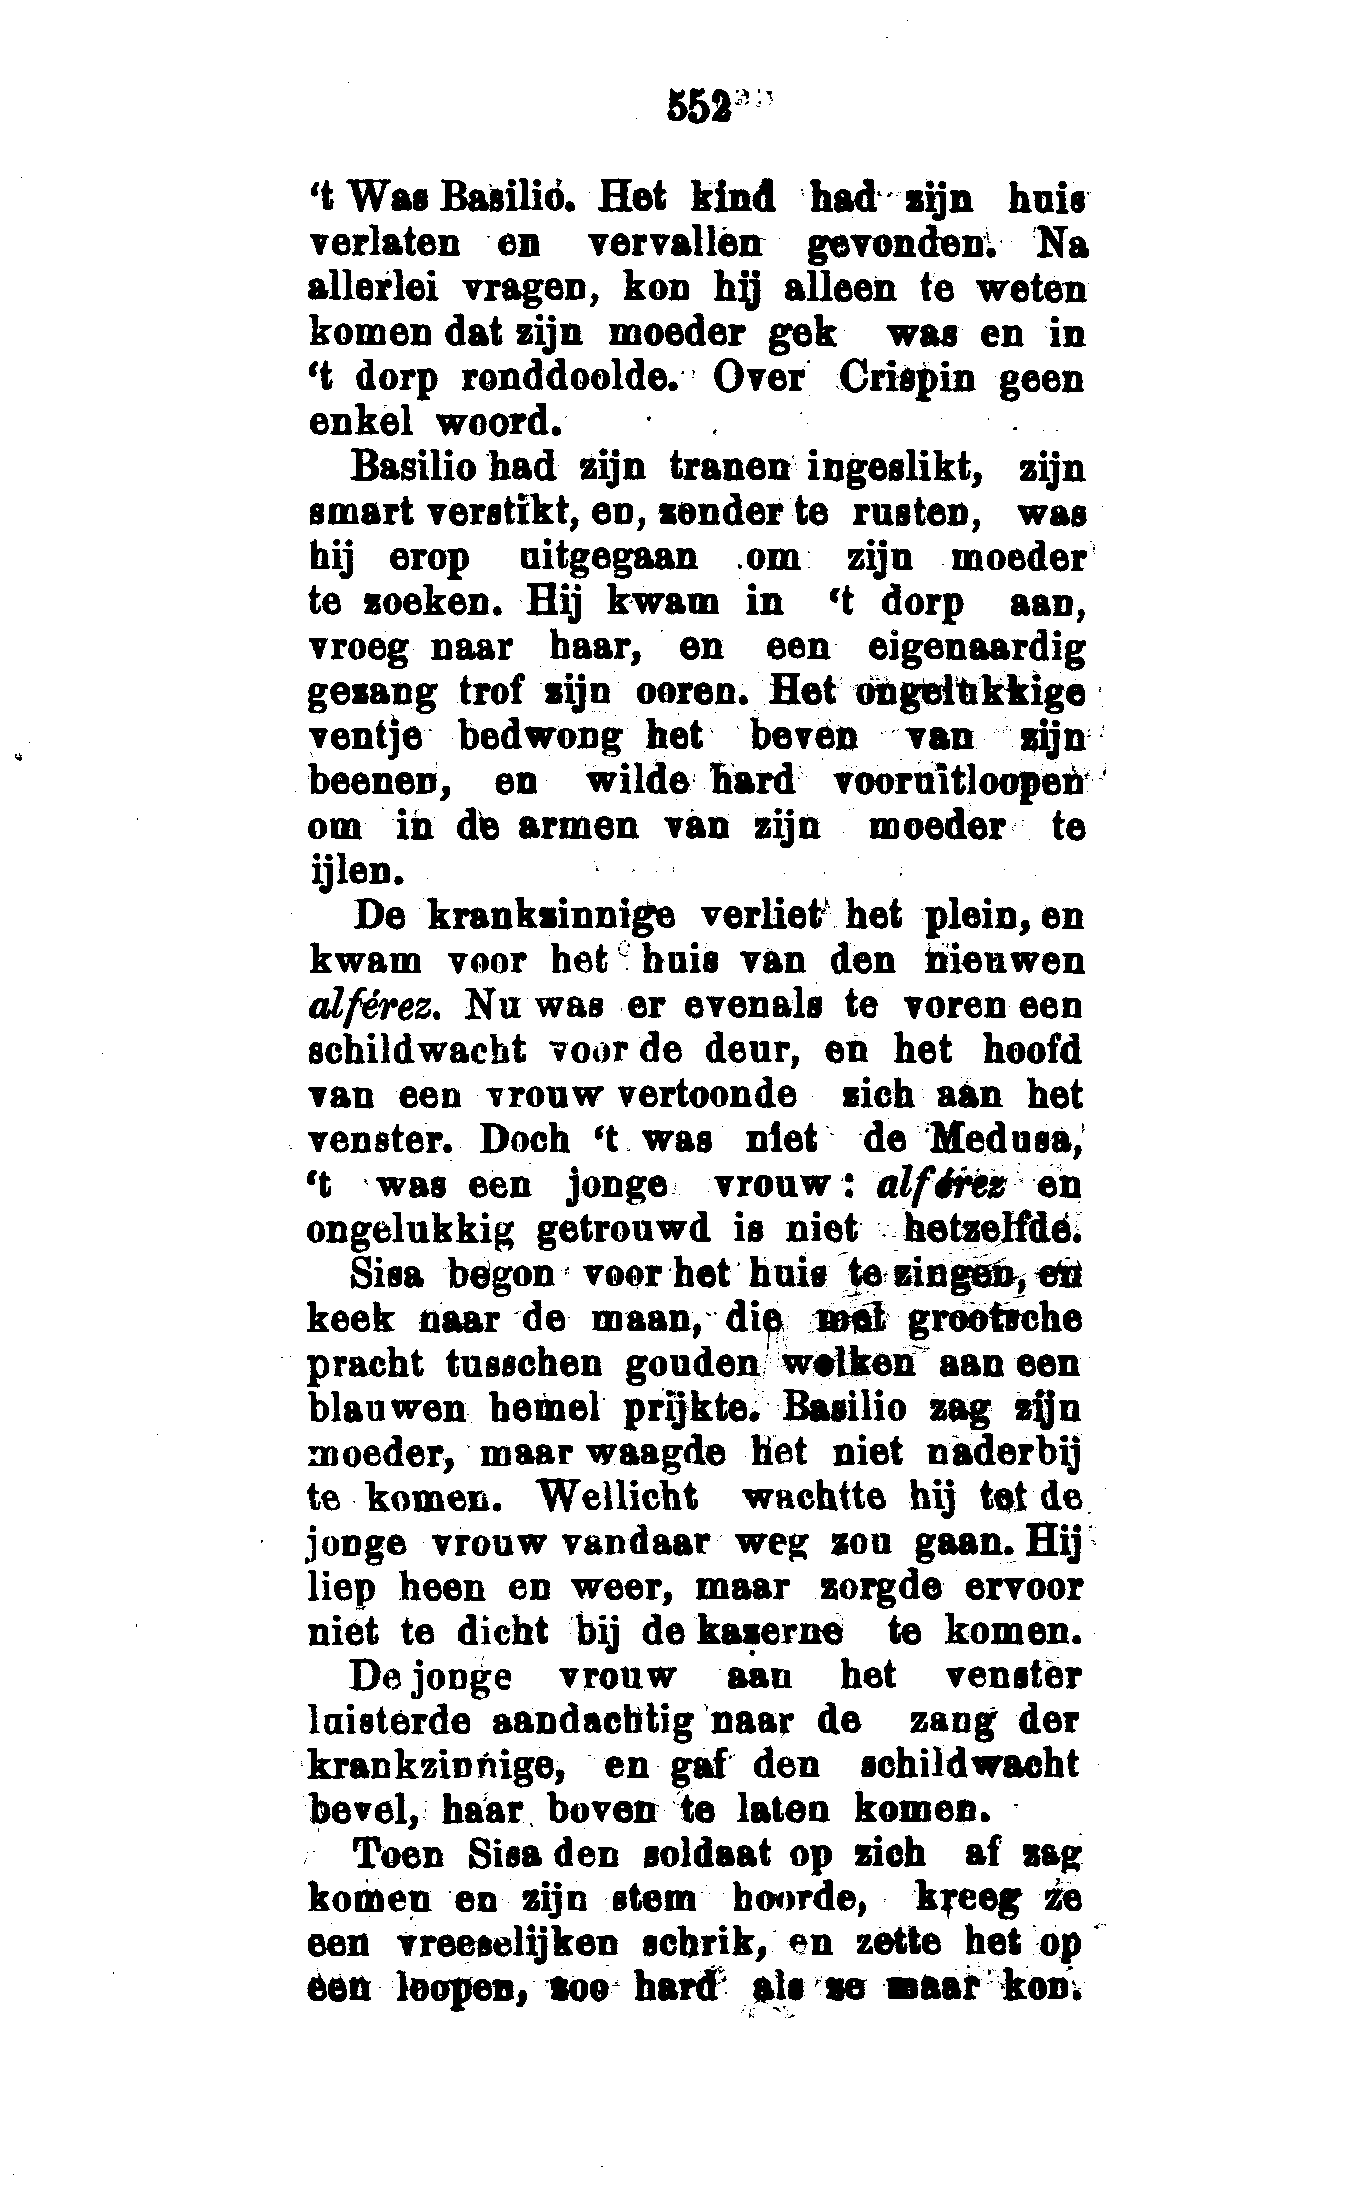 552
‘t Was Basilio. Het kind had zijn huis
verlaten en vervallen gevonden. Na
allerlei vragen, kon hij alleen te weten
komen dat zijn moeder gek was en in
‘t dorp ronddoolde. Over Crispin geen
enkel woord.
Basilio had zijn tranen ingeslikt, zijn
smart verstikt, en, zonder te rusten, was
hij erop uitgegaan om zijn moeder
te zoeken. Hij kwam in ‘t dorp aan,
vroeg naar haar, en een eigenaardig
gezang trof zijn ooren. Het ongelukkige
ventje bedwong het beven van zijn
beenen, en wilde hard vooruitloopen
om in de armen van zijn moeder te
ijlen.
De krankzinnige verliet het plein, en
kwam voor het huis van den nieuwen
alférez. Nu was er evenals te voren een
schildwacht voor de deur, en het hoofd
van een vrouw vertoonde zich aan het
venster. Doch ‘t was niet de Medusa,
‘t was een jonge vrouw: alférez en
ongelukkig getrouwd is niet hetzelfde.
Sisa begon voor het huis te zingen, en
keek naar de maan, die met grootsche
pracht tusschen gouden wolken aan een
blauwen hemel prijkte. Basilio zag zijn
moeder, maar waagde het niet naderbij
te komen. Wellicht wachtte hij tot de
jonge vrouw vandaar weg zou gaan. Hij
liep heen en weer, maar zorgde ervoor
niet te dicht bij de kazerne te komen.
De jonge vrouw aan het venster
luisterde aandachtig naar de zang der
krankzinnige, en gaf den schildwacht
bevel, haar boven te laten komen.
Toen Sisa den soldaat op zich af zag
komen en zijn stem hoorde, kreeg ze
een vreeselijken schrik, en zette het op
een loopen, zoo hard als ze maar kon.